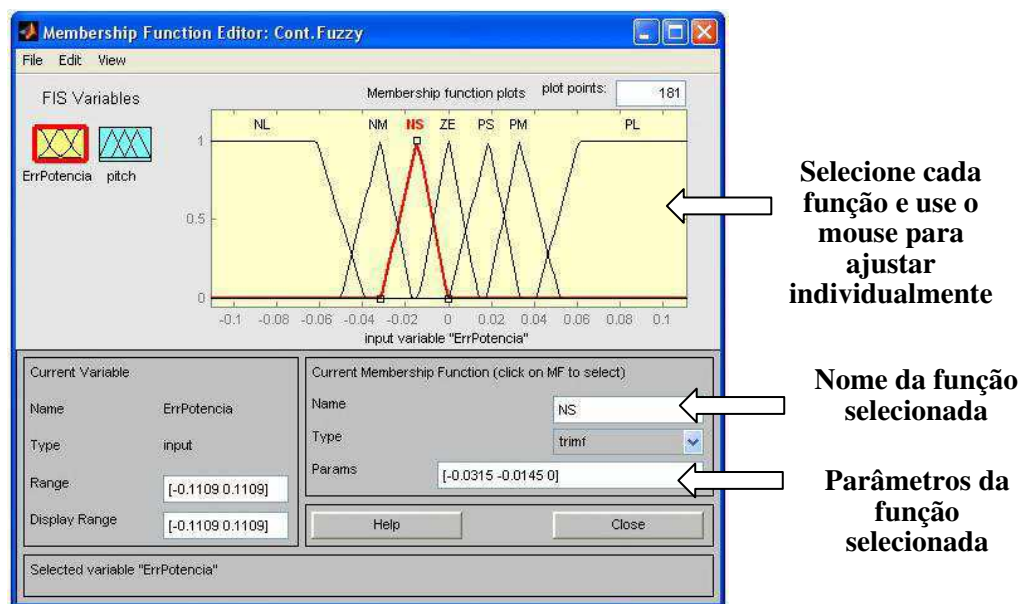 Membership Function Editor: Cont.Fuzzy
File Edit View
FIS Variables
Membership function plots
plot points:
181
NL NM NS ZE PS PM PL
ErrPotencia
pitch
1
0.5
0
-0.1 -0.08 -0.06 -0.04 -0.02 0 0.02 0.04 0.06 0.08 0.1
input variable "ErrPotencia"
Current Variable
Name ErrPotencia
Type input
Range [-0.1109 0.1109]
Display Range [-0.1109 0.1109]
Current Membership Function (click on MF to select)
Name NS
Type trimf
Params [-0.0315 -0.0145 0]
Help Close
Selected variable "ErrPotencia"
Selecione cada
função e use o
mouse para
ajustar
individualmente
Nome da função
selecionada
Parâmetros da
função
selecionada